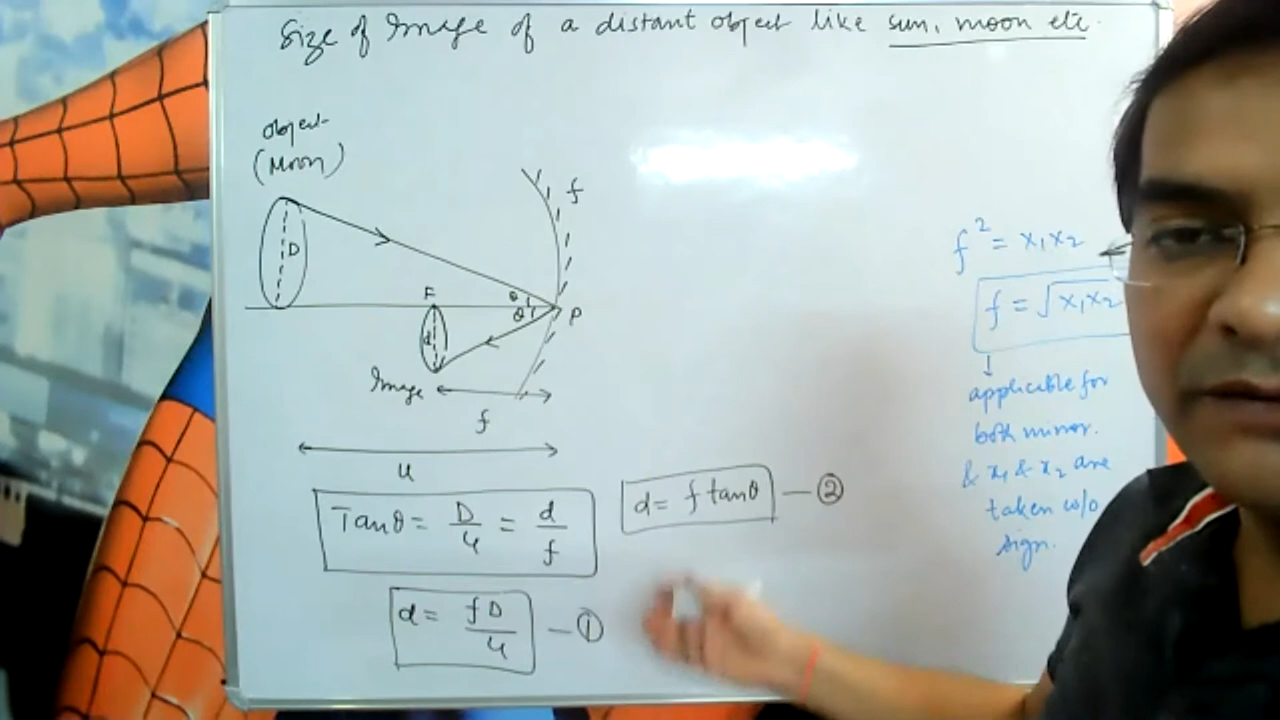 Size of Image of a distant object like sun, moon etc.
Object
(Moon)
D
f
F
θ
θ
P
d
Image
f
u
Tanθ = D/u = d/f
d = fD/u — ①
d = f tanθ — ②
f² = x₁x₂
f = √x₁x₂
applicable for
both mirror.
& x₁ & x₂ are
taken w/o
sign.